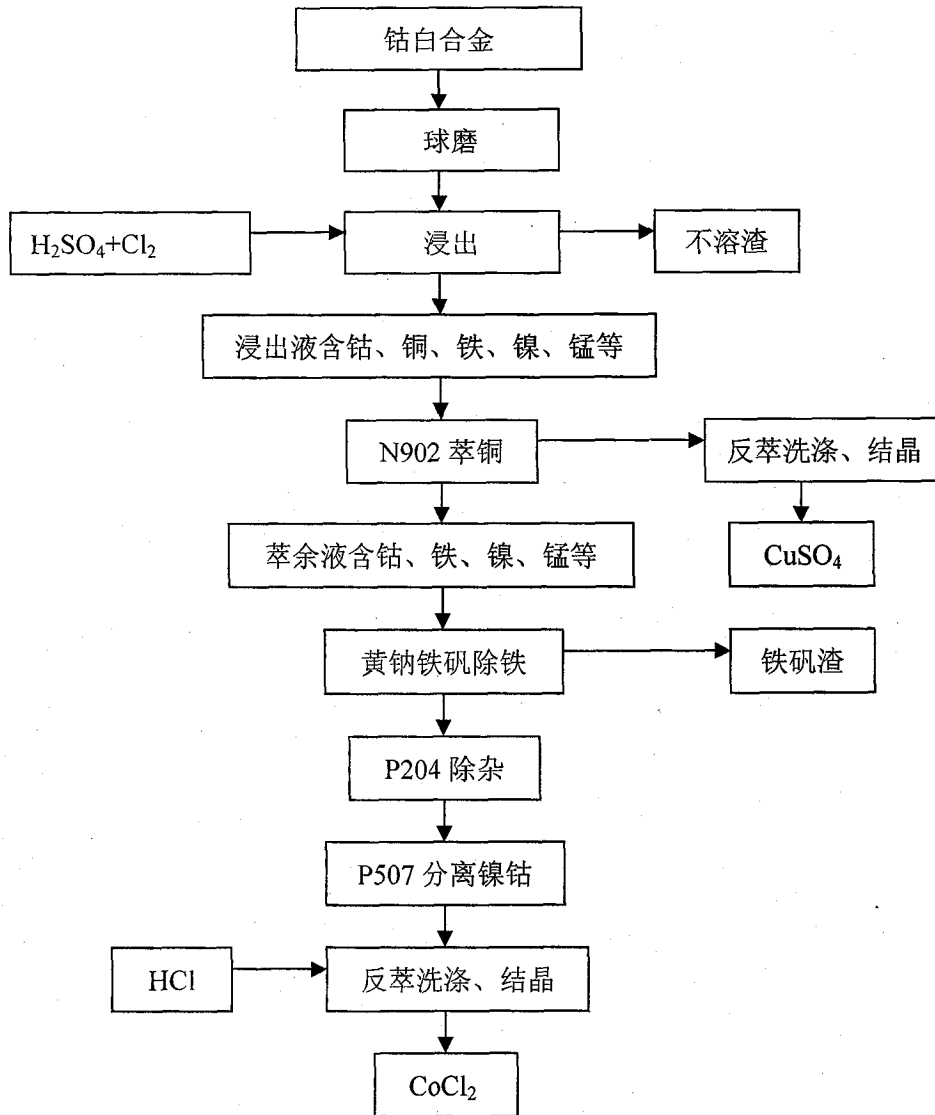 钴白合金
球磨
H₂SO₄+Cl₂
浸出
不溶渣
浸出液含钴、铜、铁、镍、锰等
N902 萃铜
反萃洗涤、结晶
CuSO₄
萃余液含钴、铁、镍、锰等
黄钠铁矾除铁
铁矾渣
P204 除杂
P507 分离镍钴
HCl
反萃洗涤、结晶
CoCl₂